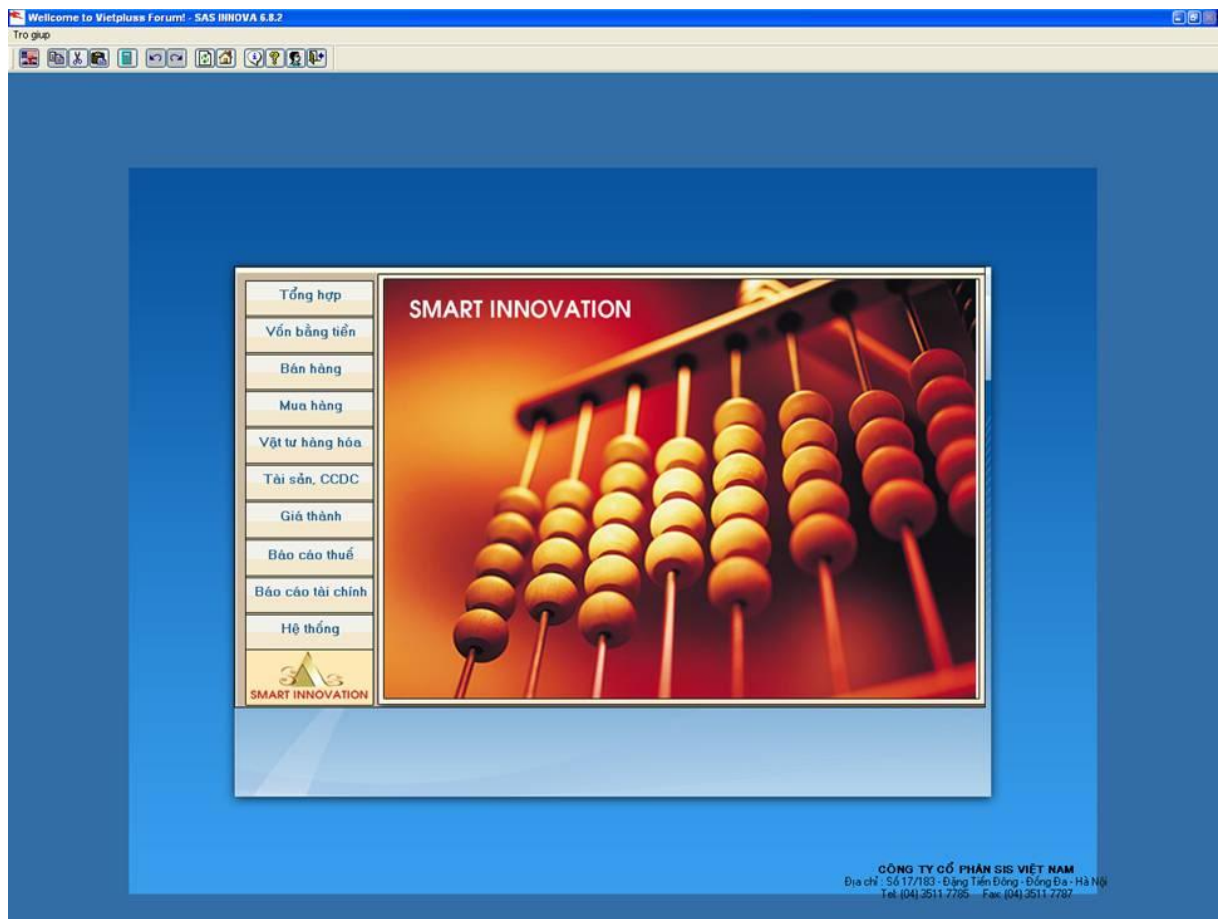 Wellcome to Vietpluss Forum! - SAS INNOVA 6.8.2
Tro giup
Tổng hợp
Vốn bằng tiền
Bán hàng
Mua hàng
Vật tư hàng hóa
Tài sản, CCDC
Giá thành
Báo cáo thuế
Báo cáo tài chính
Hệ thống
SMART INNOVATION
SMART INNOVATION
CÔNG TY CỔ PHẦN SIS VIỆT NAM
Địa chỉ : Số 17/183 - Đặng Tiến Đông - Đống Đa - Hà Nội
Tel: (04) 3511 7785 Fax: (04) 3511 7787